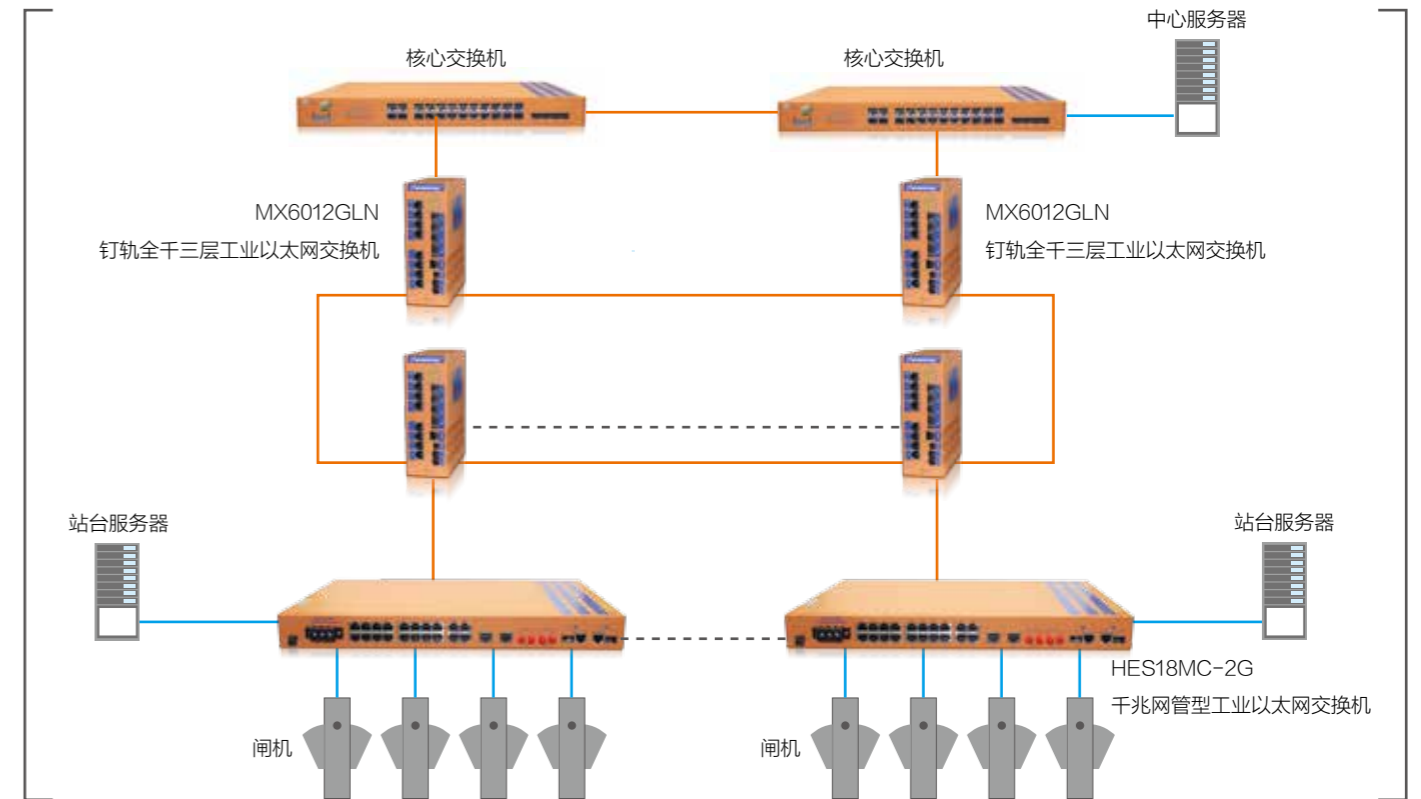 中心服务器
核心交换机
核心交换机
MX6012GLN
钉轨全千三层工业以太网交换机
MX6012GLN
钉轨全千三层工业以太网交换机
站台服务器
站台服务器
HES18MC-2G
千兆网管型工业以太网交换机
闸机
闸机